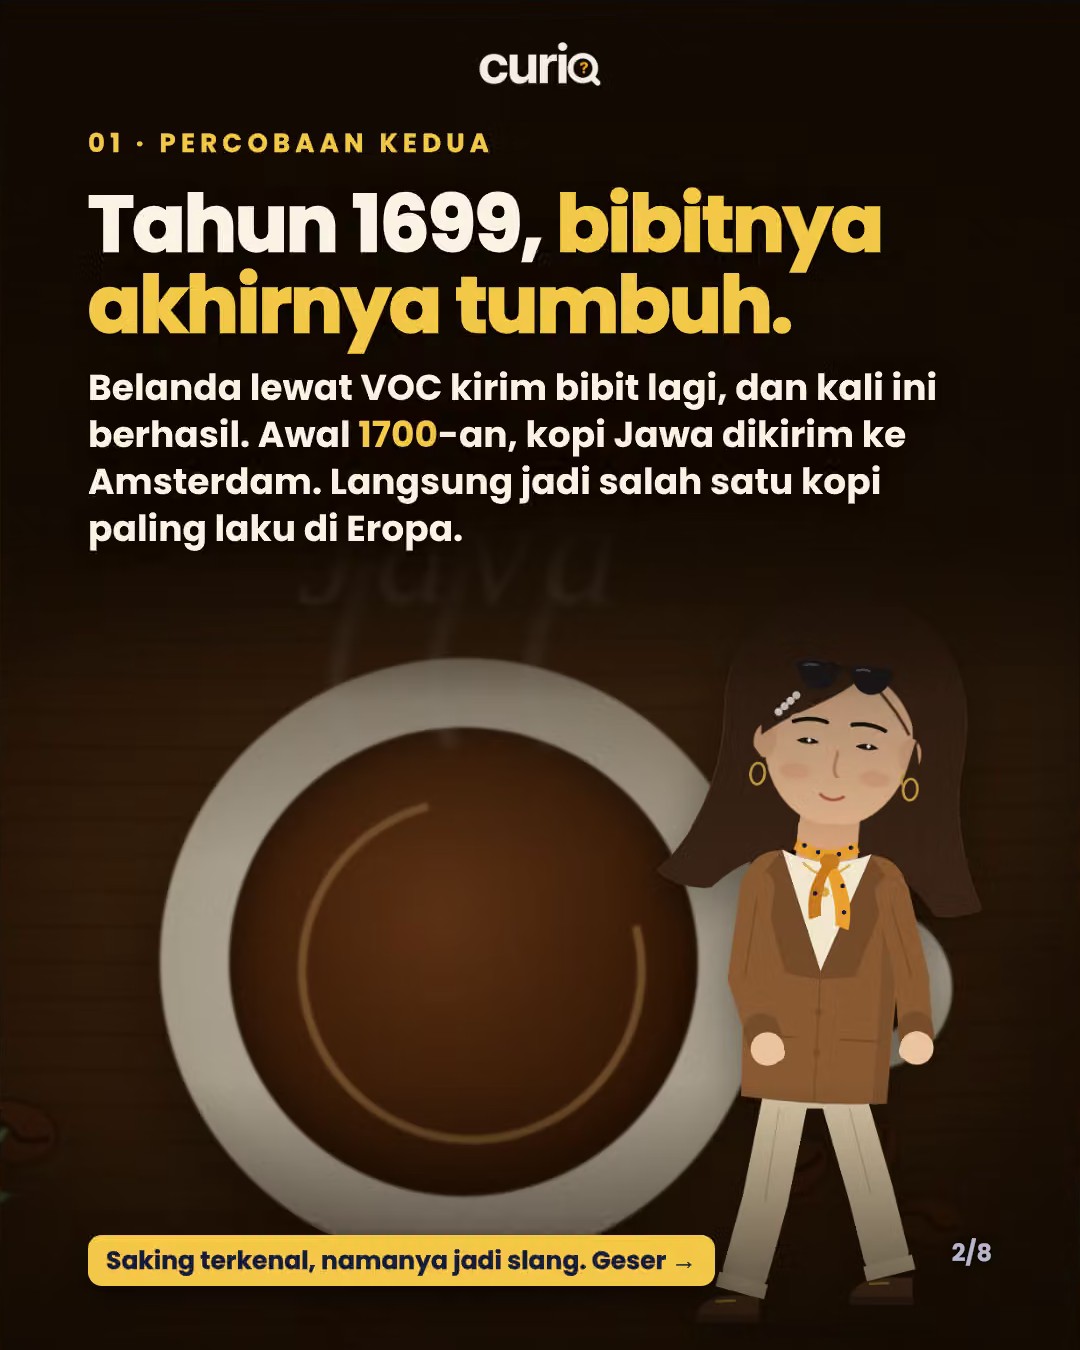 curiq
01 · PERCOBAAN KEDUA
Tahun 1699, bibitnya
akhirnya tumbuh.
Belanda lewat VOC kirim bibit lagi, dan kali ini
berhasil. Awal 1700-an, kopi Jawa dikirim ke
Amsterdam. Langsung jadi salah satu kopi
paling laku di Eropa.
Java
Saking terkenal, namanya jadi slang. Geser →
2/8